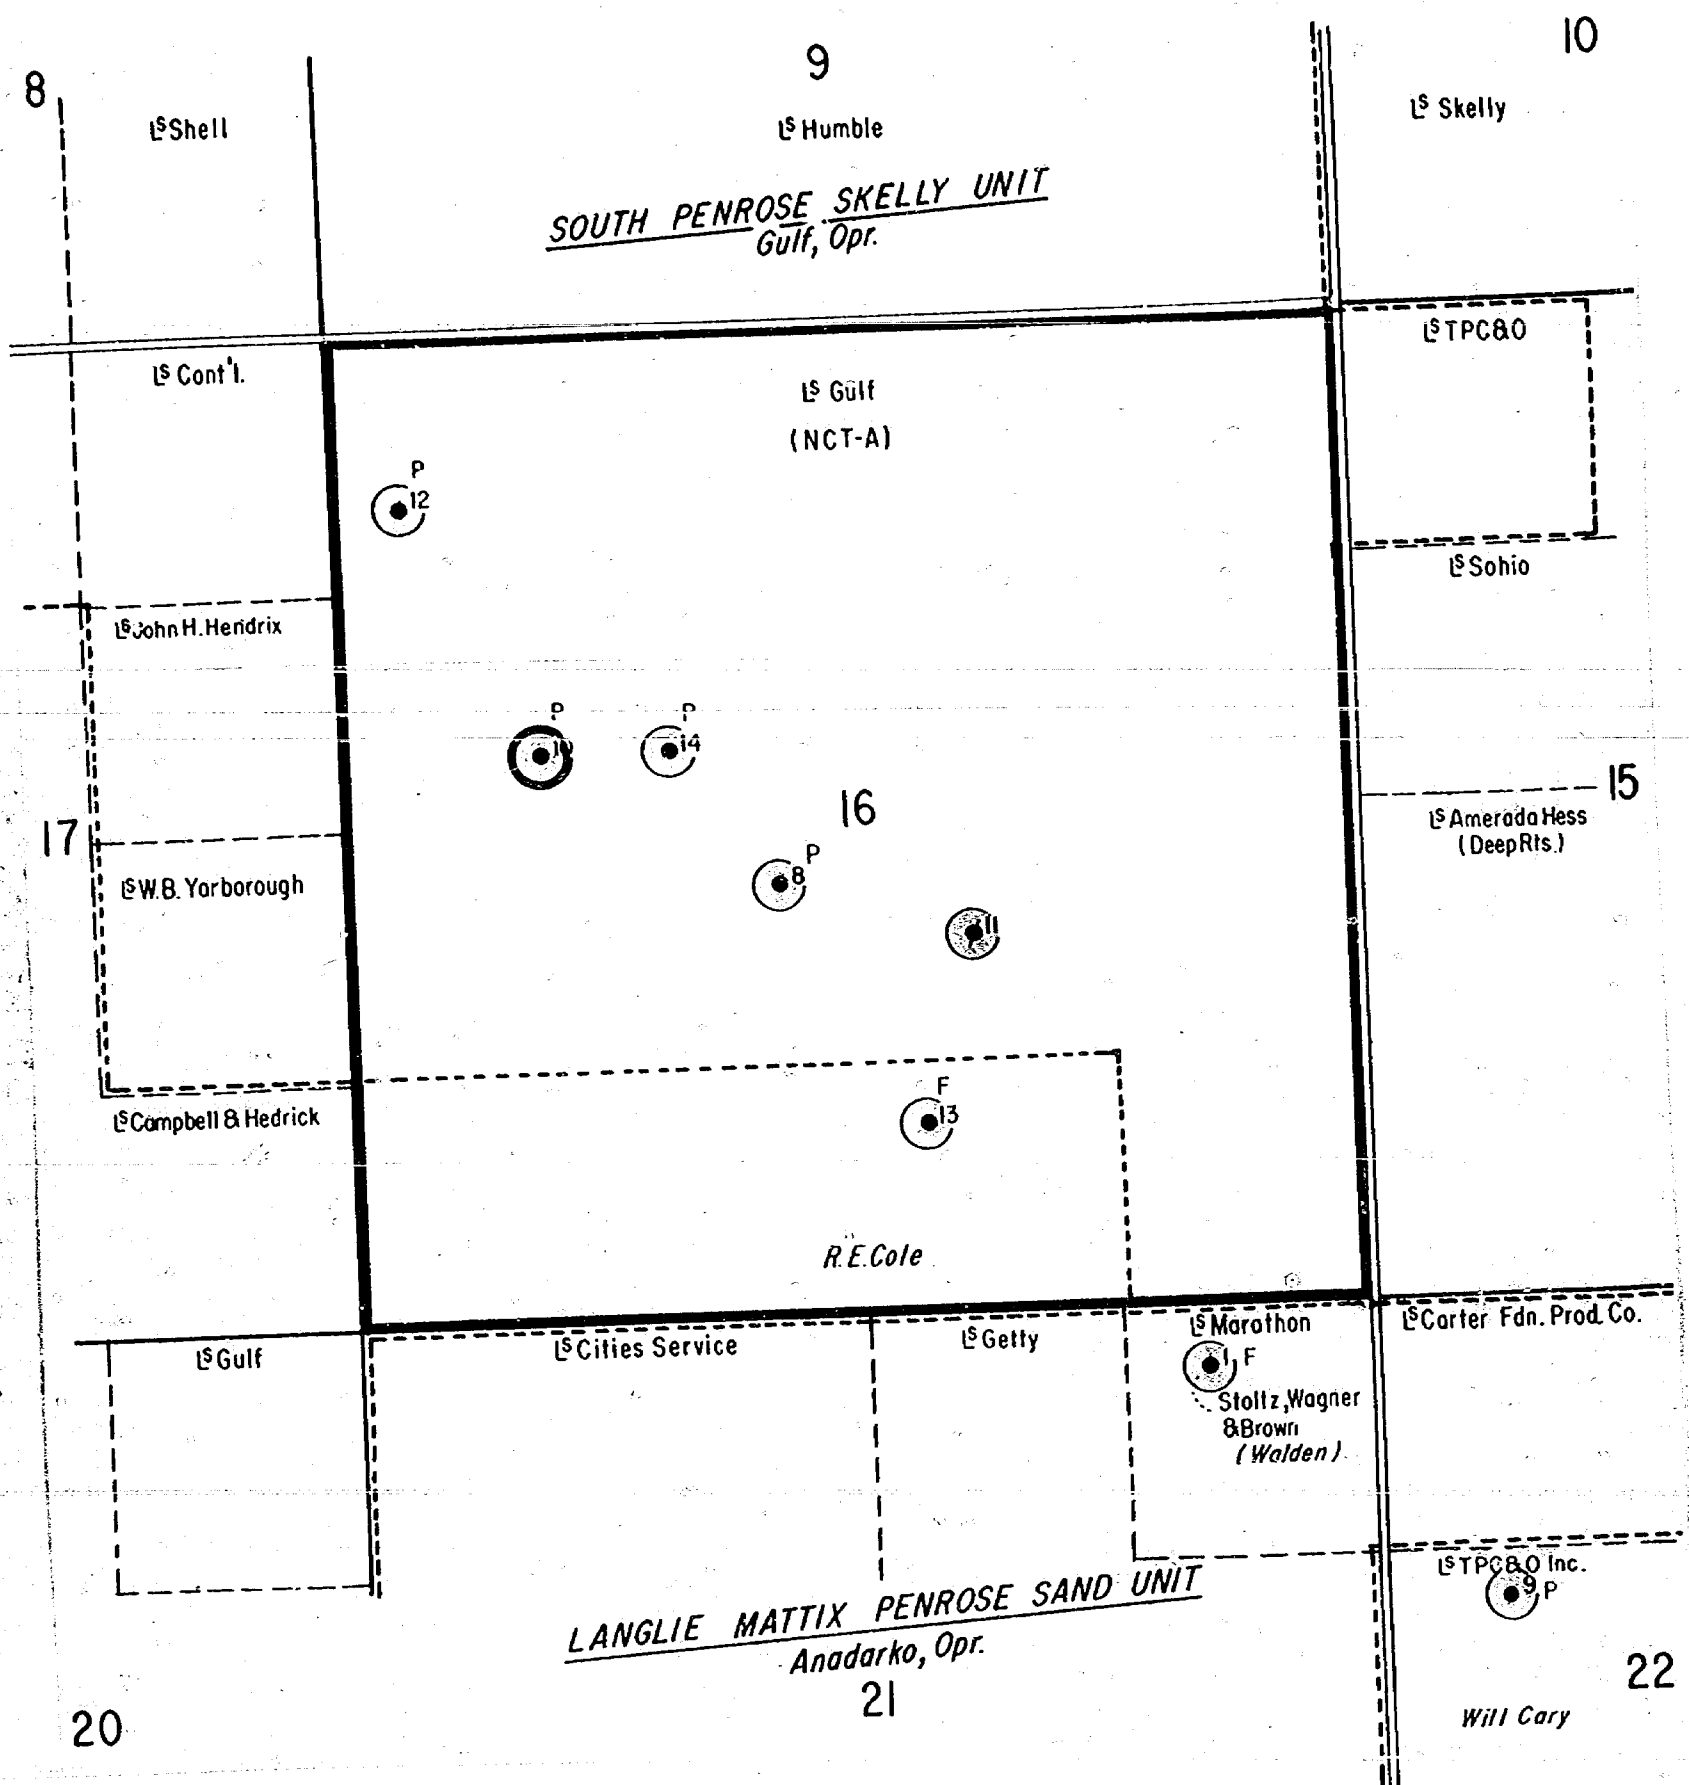 10
9
8
LS Skelly
LS Shell
LS Humble
SOUTH PENROSE SKELLY UNIT
Gulf, Opr.
LS TPC&O
LS Cont'l.
LS Gulf
(NCT-A)
P
12
LS Sohio
LS John H. Hendrix
P
10
P
14
15
16
17
LS Amerada Hess
(Deep Rts.)
P
8
LS W.B. Yarborough
11
F
13
LS Campbell & Hedrick
R.E. Cole
LS Marathon
LS Carter Fdn. Prod. Co.
LS Getty
LS Cities Service
LS Gulf
1, F
Stoltz, Wagner
& Brown
(Walden)
LS TPC&O Inc.
9 P
LANGLIE MATTIX PENROSE SAND UNIT
Anadarko, Opr.
22
21
20
Will Cary